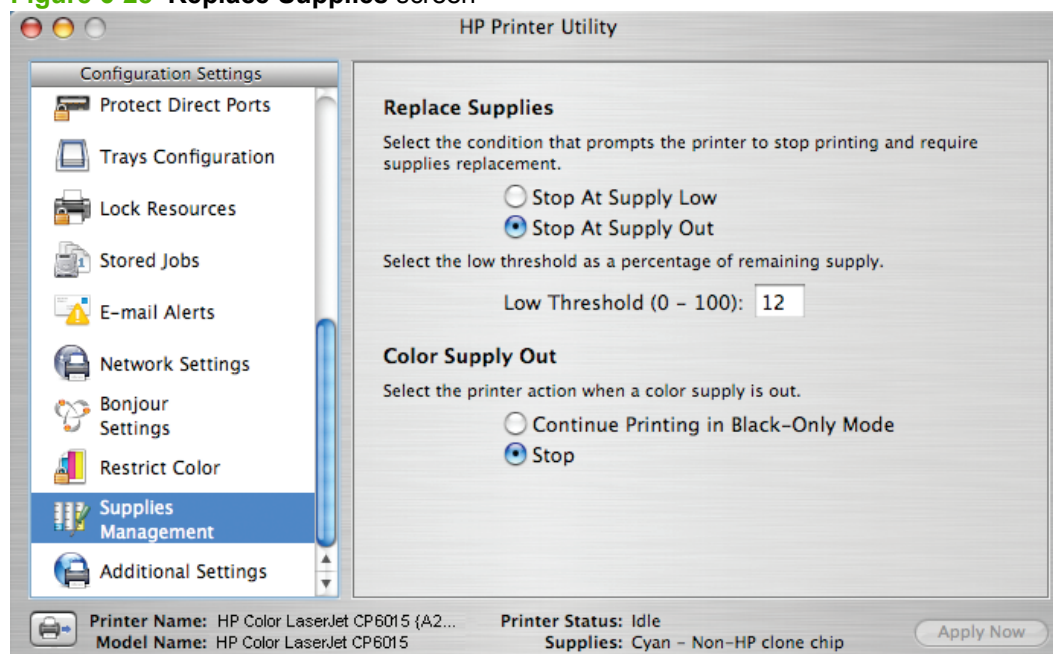 Replace Supplies screen
HP Printer Utility
Configuration Settings
Protect Direct Ports
Trays Configuration
Lock Resources
Stored Jobs
E-mail Alerts
Network Settings
Bonjour
Settings
Restrict Color
Supplies
Management
Additional Settings
Replace Supplies
Select the condition that prompts the printer to stop printing and require
supplies replacement.
Stop At Supply Low
Stop At Supply Out
Select the low threshold as a percentage of remaining supply.
Low Threshold (0 – 100): 12
Color Supply Out
Select the printer action when a color supply is out.
Continue Printing in Black-Only Mode
Stop
Printer Name: HP Color LaserJet CP6015 {A2...
Model Name: HP Color LaserJet CP6015
Printer Status: Idle
Supplies: Cyan – Non-HP clone chip
Apply Now